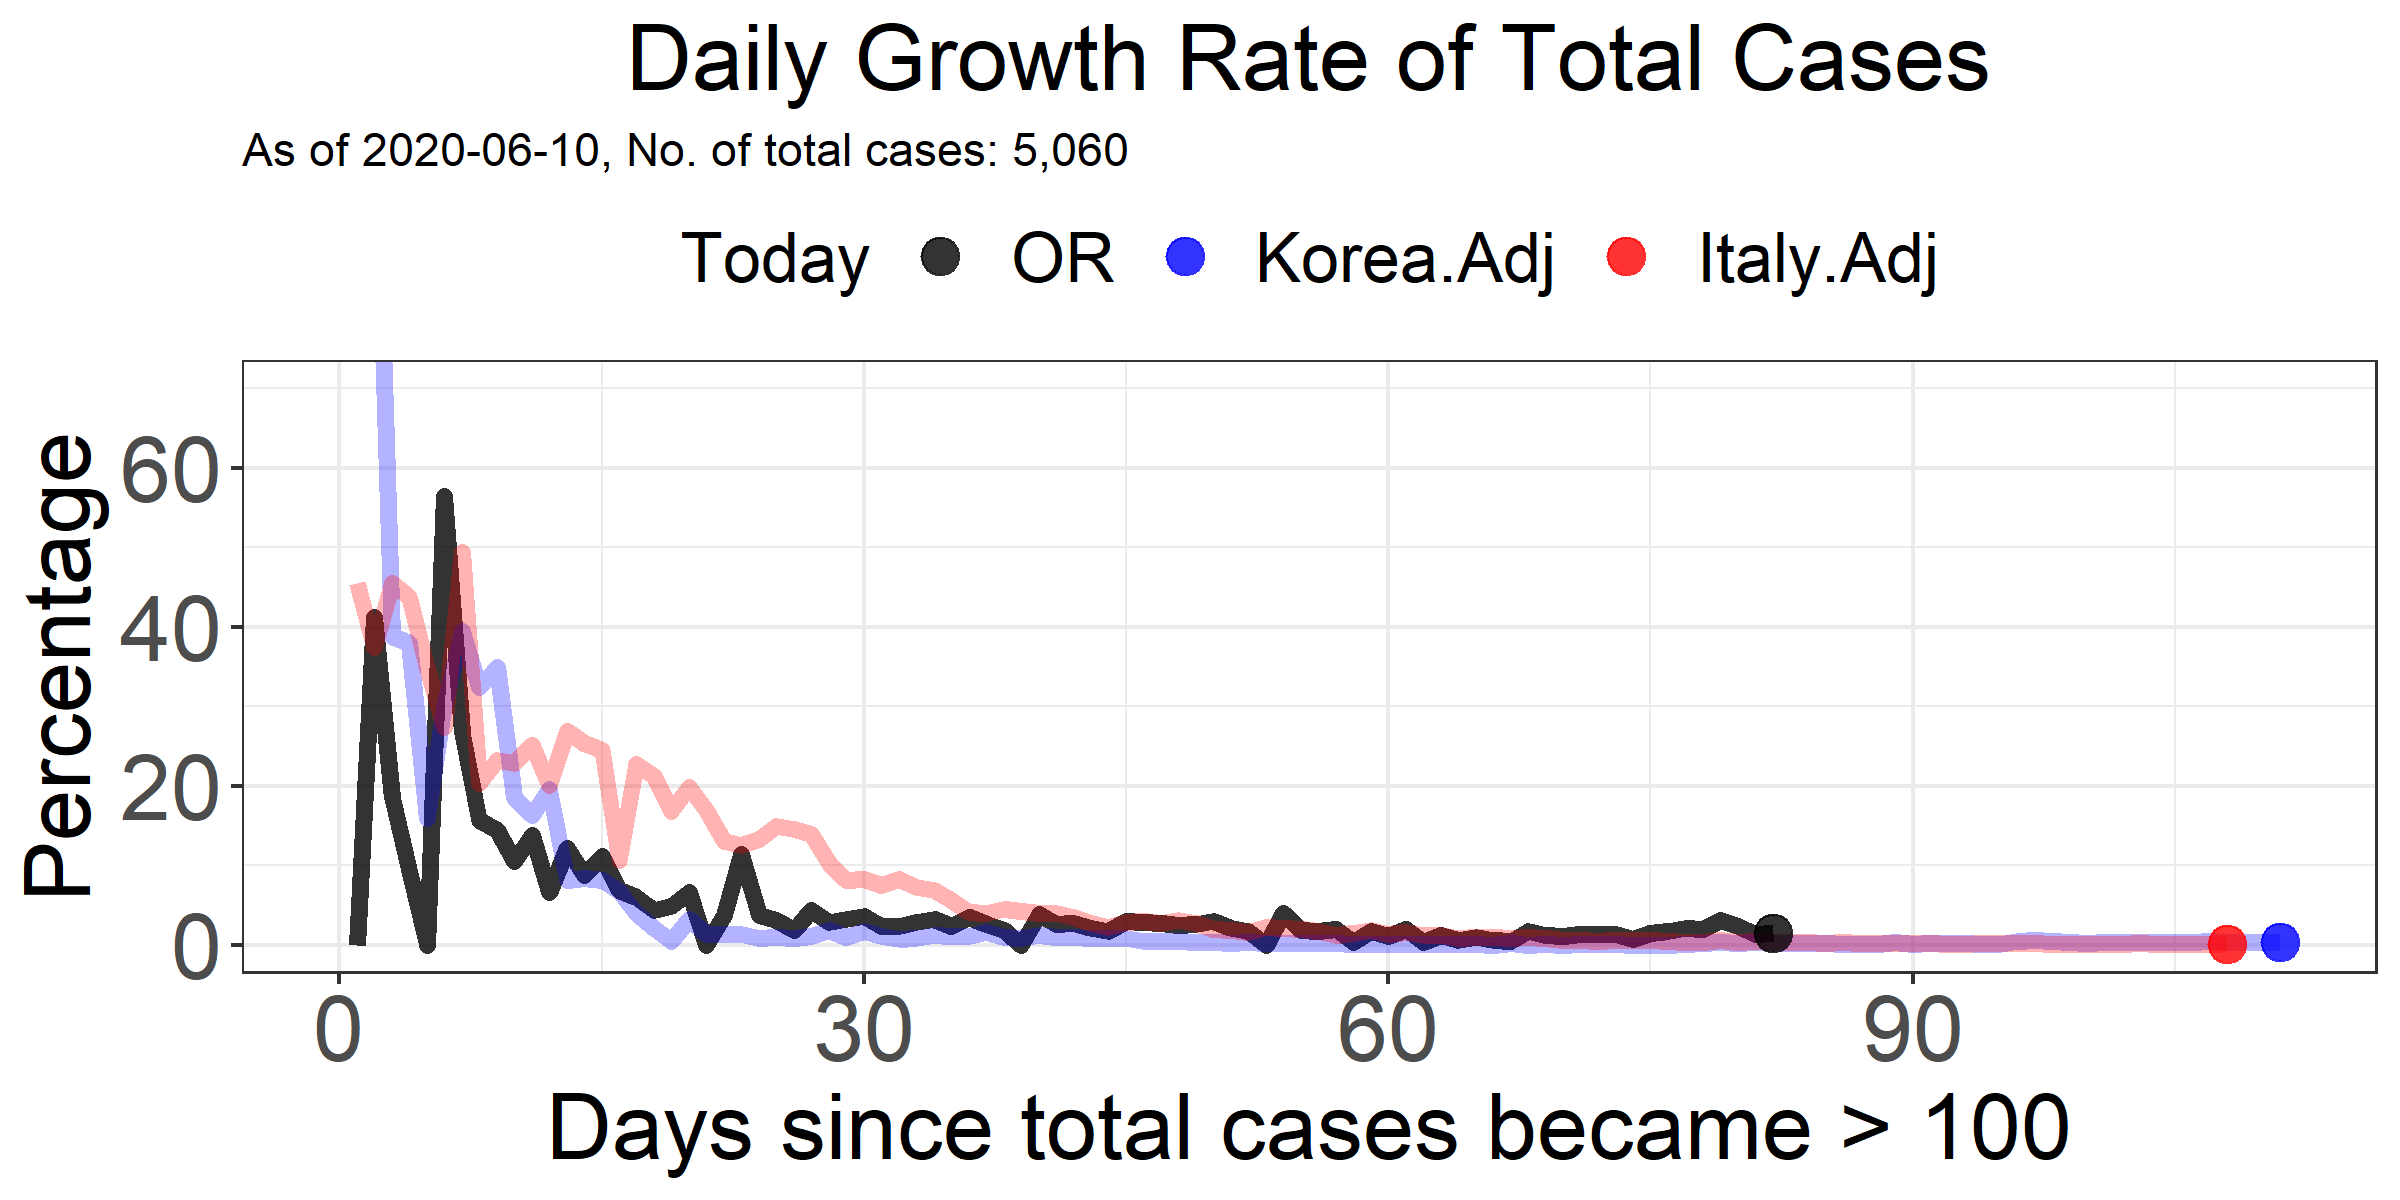 Daily Growth Rate of Total Cases
As of 2020-06-10, No. of total cases: 5,060
Today OR Korea.Adj Italy.Adj
Percentage
60
40
20
0
0 30 60 90
Days since total cases became > 100